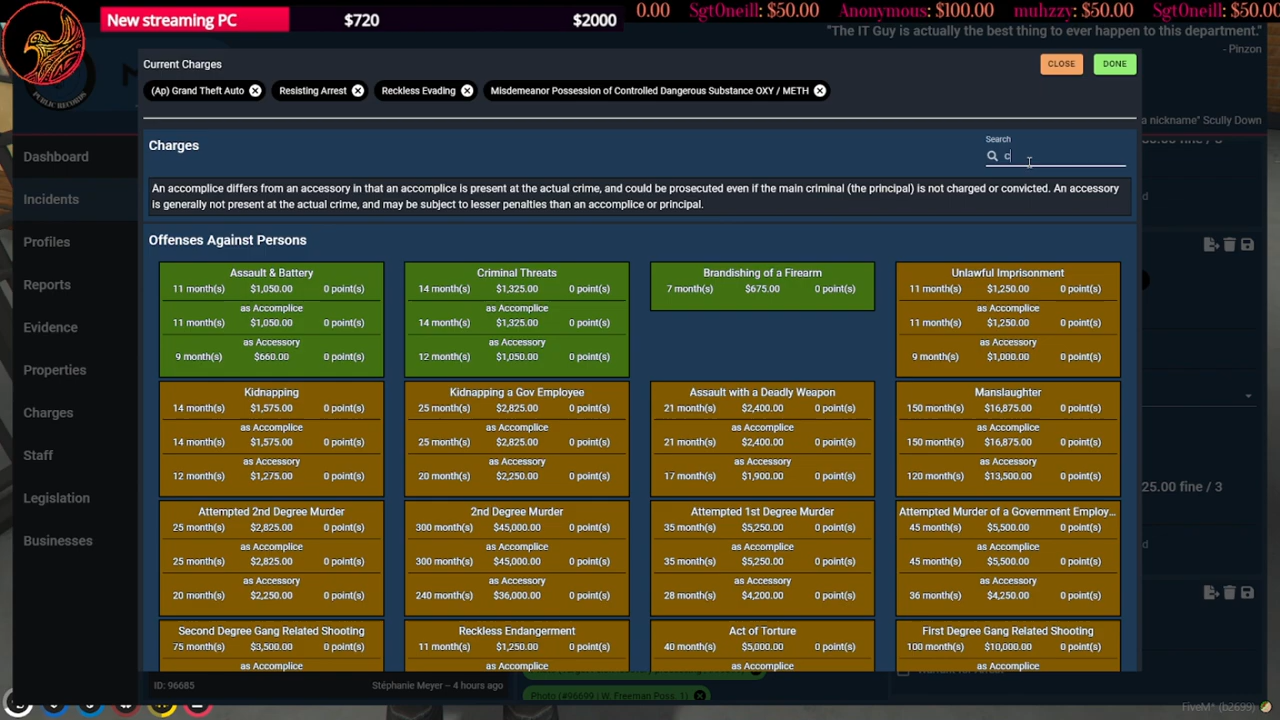 New streaming PC $720 $2000 0.00 SgtOneill: $50.00 Anonymous: $100.00 muhzzy: $50.00 SgtOneill: $50.00
"The IT Guy is actually the best thing to ever happen to this department."
- Pinzon
PUBLIC RECORDS
a nickname" Scully Down
Dashboard
Incidents
Profiles
Reports
Evidence
Properties
Charges
Staff
Legislation
Businesses
Current Charges CLOSE DONE
(Ap) Grand Theft Auto Resisting Arrest Reckless Evading Misdemeanor Possession of Controlled Dangerous Substance OXY / METH
Charges
Search
c
An accomplice differs from an accessory in that an accomplice is present at the actual crime, and could be prosecuted even if the main criminal (the principal) is not charged or convicted. An accessory
is generally not present at the actual crime, and may be subject to lesser penalties than an accomplice or principal.
Offenses Against Persons
Assault & Battery
11 month(s) $1,050.00 0 point(s)
as Accomplice
11 month(s) $1,050.00 0 point(s)
as Accessory
9 month(s) $660.00 0 point(s)
Criminal Threats
14 month(s) $1,325.00 0 point(s)
as Accomplice
14 month(s) $1,325.00 0 point(s)
as Accessory
12 month(s) $1,050.00 0 point(s)
Brandishing of a Firearm
7 month(s) $675.00 0 point(s)
Unlawful Imprisonment
11 month(s) $1,250.00 0 point(s)
as Accomplice
11 month(s) $1,250.00 0 point(s)
as Accessory
9 month(s) $1,000.00 0 point(s)
Kidnapping
14 month(s) $1,575.00 0 point(s)
as Accomplice
14 month(s) $1,575.00 0 point(s)
as Accessory
12 month(s) $1,275.00 0 point(s)
Kidnapping a Gov Employee
25 month(s) $2,825.00 0 point(s)
as Accomplice
25 month(s) $2,825.00 0 point(s)
as Accessory
20 month(s) $2,250.00 0 point(s)
Assault with a Deadly Weapon
21 month(s) $2,400.00 0 point(s)
as Accomplice
21 month(s) $2,400.00 0 point(s)
as Accessory
17 month(s) $1,900.00 0 point(s)
Manslaughter
150 month(s) $16,875.00 0 point(s)
as Accomplice
150 month(s) $16,875.00 0 point(s)
as Accessory
120 month(s) $13,500.00 0 point(s)
Attempted 2nd Degree Murder
25 month(s) $2,825.00 0 point(s)
as Accomplice
25 month(s) $2,825.00 0 point(s)
as Accessory
20 month(s) $2,250.00 0 point(s)
2nd Degree Murder
300 month(s) $45,000.00 0 point(s)
as Accomplice
300 month(s) $45,000.00 0 point(s)
as Accessory
240 month(s) $36,000.00 0 point(s)
Attempted 1st Degree Murder
35 month(s) $5,250.00 0 point(s)
as Accomplice
35 month(s) $5,250.00 0 point(s)
as Accessory
28 month(s) $4,200.00 0 point(s)
Attempted Murder of a Government Employ...
45 month(s) $5,500.00 0 point(s)
as Accomplice
45 month(s) $5,500.00 0 point(s)
as Accessory
36 month(s) $4,250.00 0 point(s)
Second Degree Gang Related Shooting
75 month(s) $3,500.00 0 point(s)
as Accomplice
Reckless Endangerment
11 month(s) $1,250.00 0 point(s)
as Accomplice
Act of Torture
40 month(s) $5,000.00 0 point(s)
as Accomplice
First Degree Gang Related Shooting
100 month(s) $10,000.00 0 point(s)
as Accomplice
25.00 fine / 3
ID: 96685 Stéphanie Meyer – 4 hours ago
Photo (#96699 | W. Freeman Poss. 1)
FiveM* (b2699)